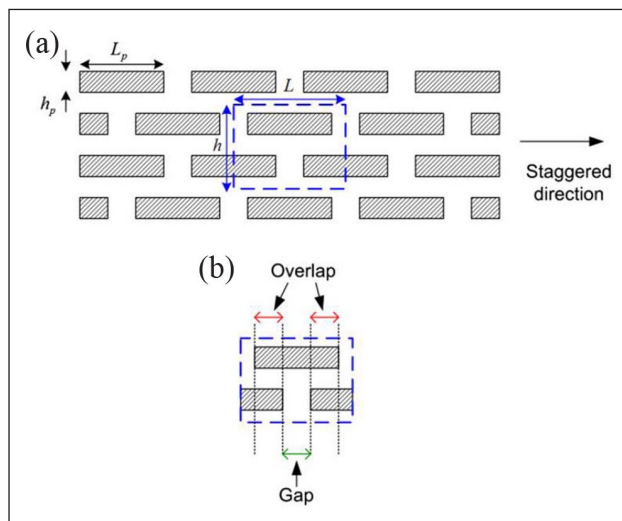 (a)
L_p
h_p
L
h
Staggered
direction
(b)
Overlap
Gap